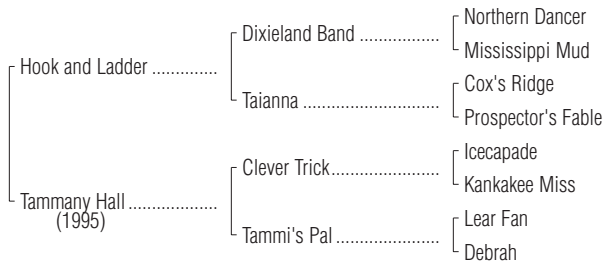 Northern Dancer
Dixieland Band ..................
Mississippi Mud
Hook and Ladder ..............
Cox's Ridge
Taianna ..............................
Prospector's Fable
Icecapade
Clever Trick........................
Kankakee Miss
Tammany Hall ...................
(1995)
Lear Fan
Tammi's Pal .......................
Debrah